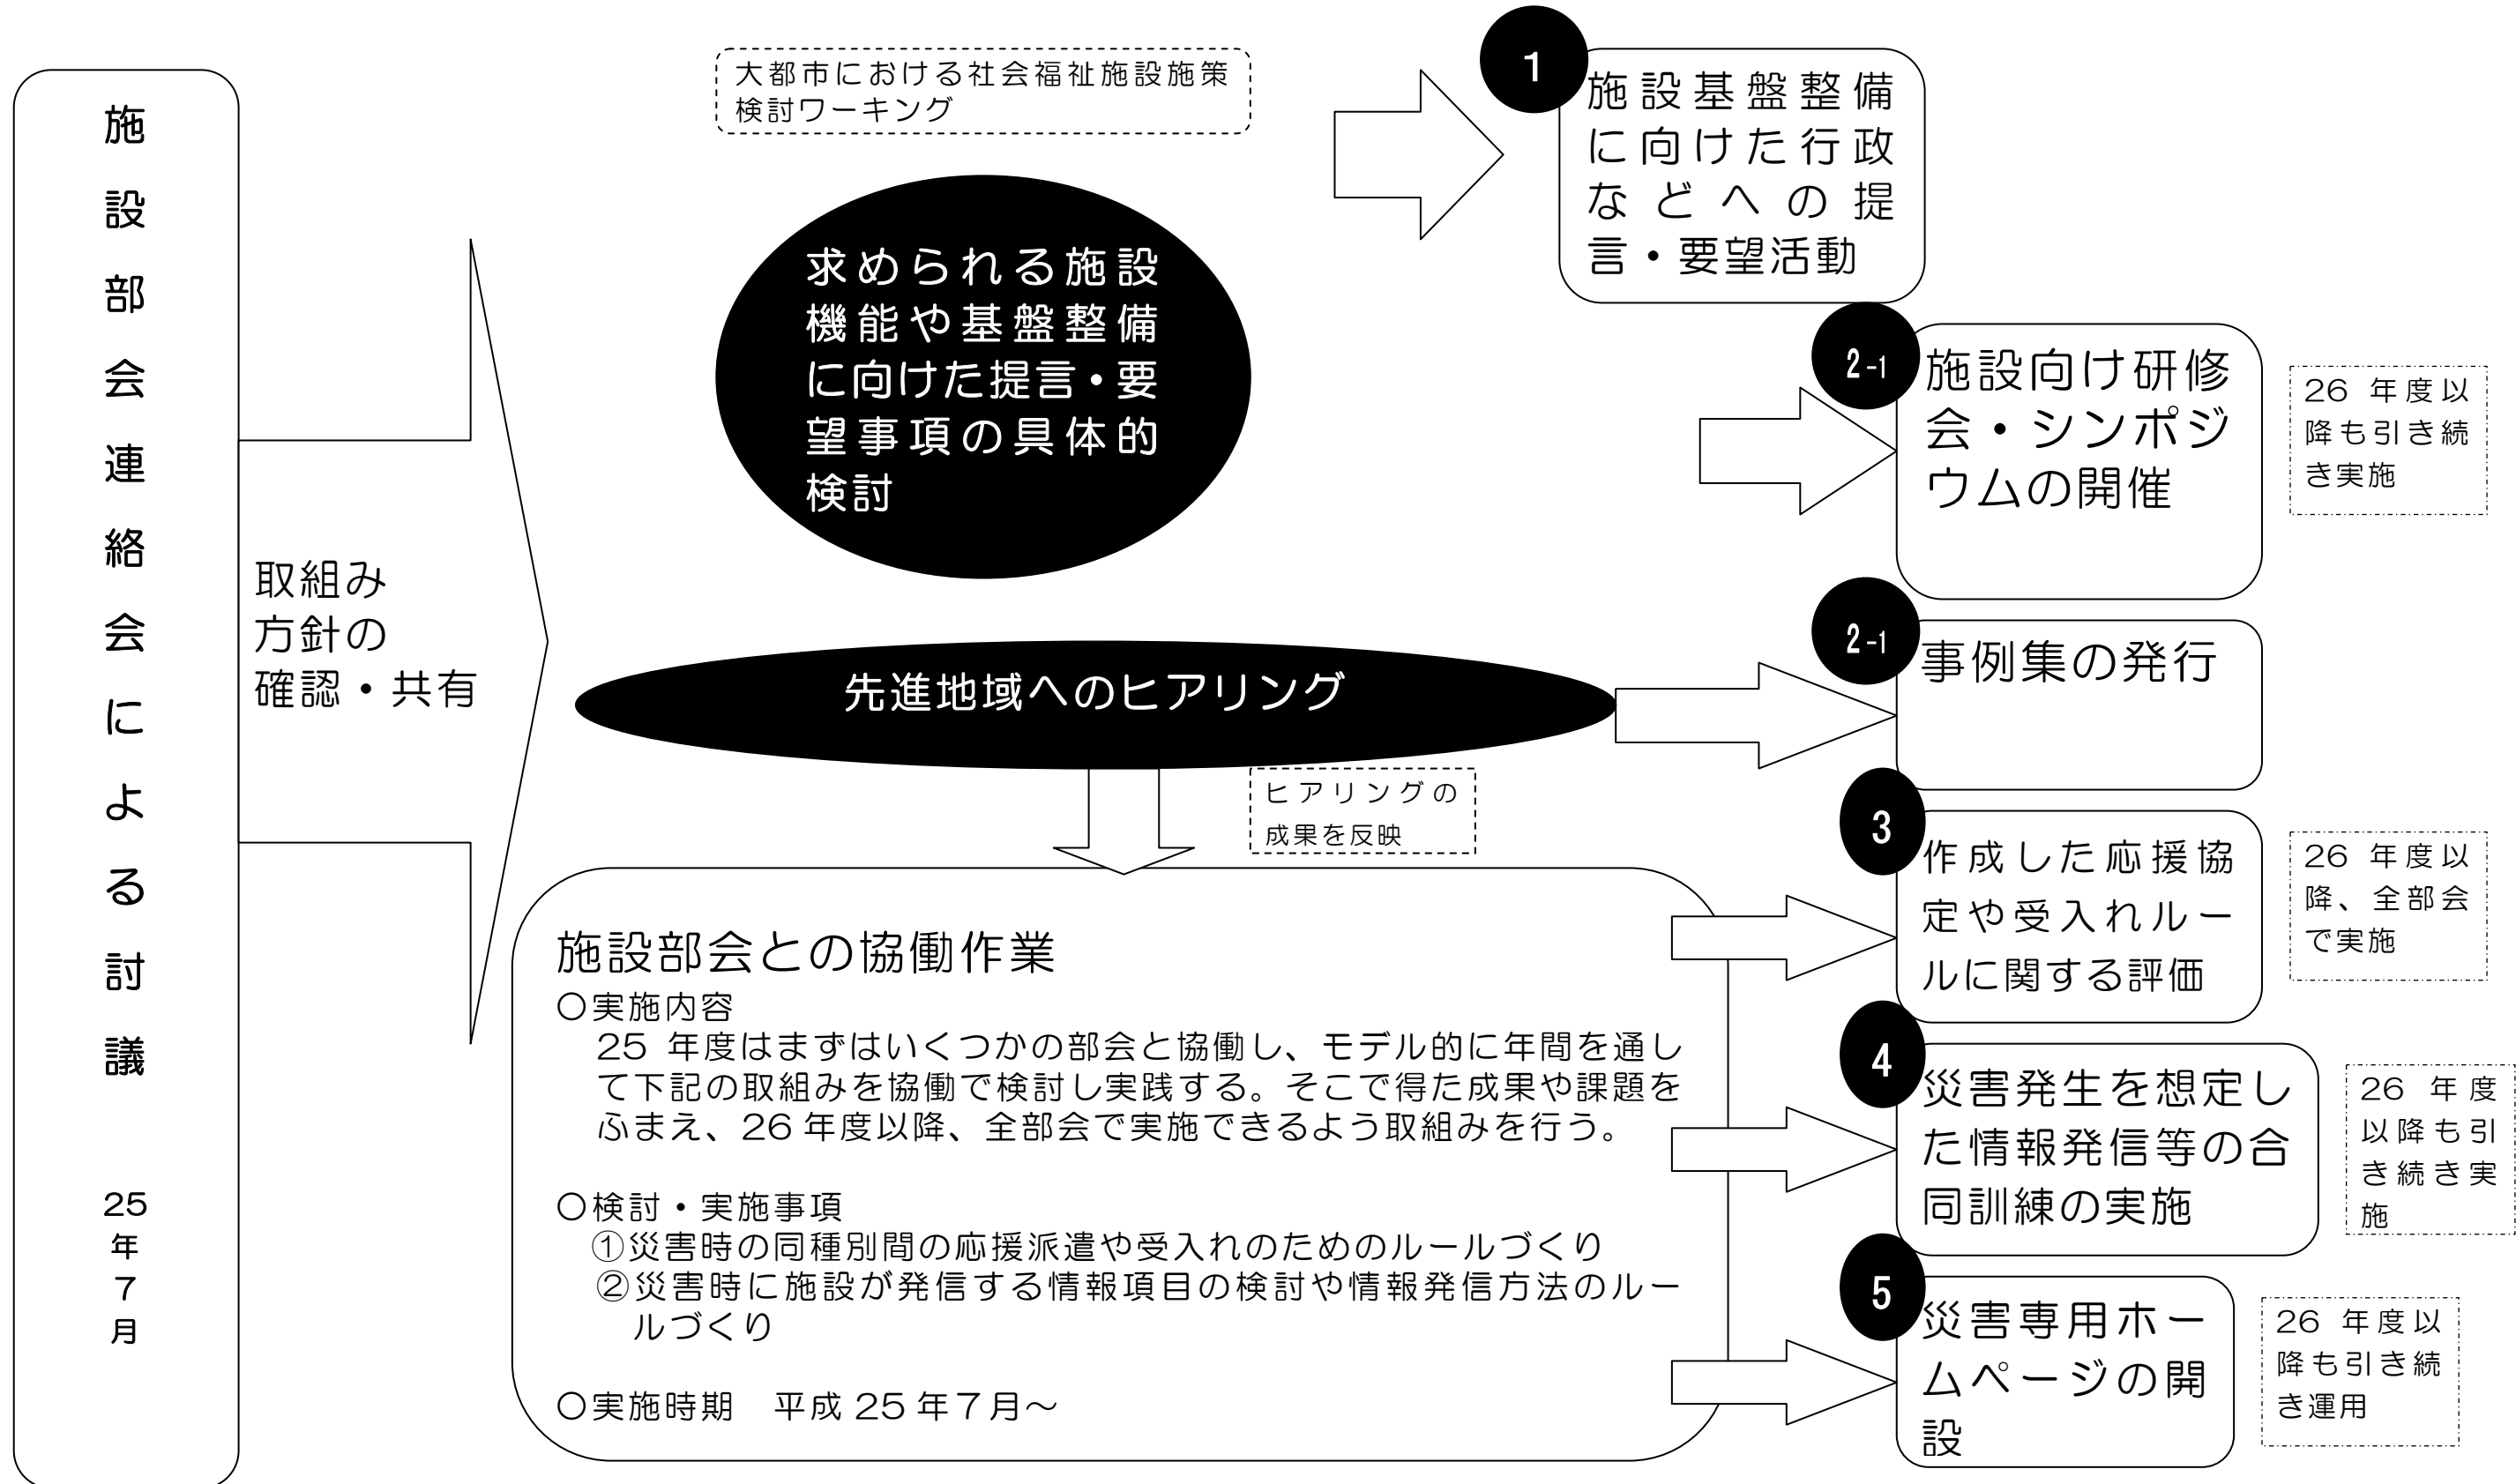 施設部会連絡会による討議
25
年
７
月
取組み
方針の
確認・共有
大都市における社会福祉施設施策
検討ワーキング
求められる施設
機能や基盤整備
に向けた提言・要
望事項の具体的
検討
先進地域へのヒアリング
ヒアリングの
成果を反映
施設部会との協働作業
○実施内容
25 年度はまずはいくつかの部会と協働し、モデル的に年間を通し
て下記の取組みを協働で検討し実践する。そこで得た成果や課題を
ふまえ、26 年度以降、全部会で実施できるよう取組みを行う。
○検討・実施事項
①災害時の同種別間の応援派遣や受入れのためのルールづくり
②災害時に施設が発信する情報項目の検討や情報発信方法のルー
ルづくり
○実施時期　平成 25 年７月～
１
施設基盤整備
に向けた行政
などへの提
言・要望活動
2-1
施設向け研修
会・シンポジ
ウムの開催
26 年度以
降も引き続
き実施
2-1
事例集の発行
3
作成した応援協
定や受入れルー
ルに関する評価
26 年度以
降、全部会
で実施
4
災害発生を想定し
た情報発信等の合
同訓練の実施
26 年度
以降も引
き続き実
施
5
災害専用ホー
ムページの開
設
26 年度以
降も引き続
き運用